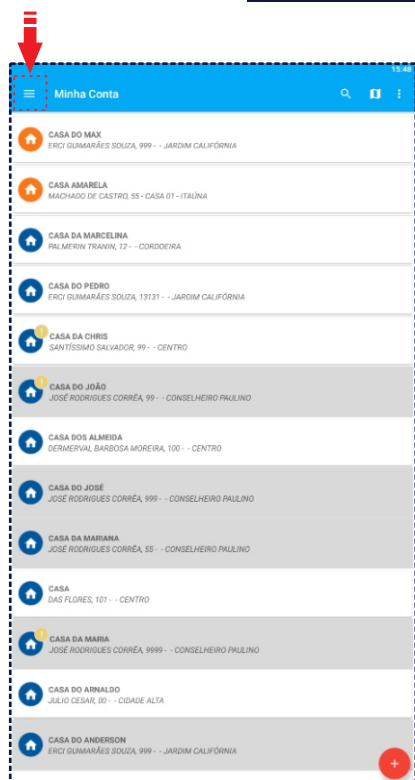 15:48
Minha Conta
CASA DO MAX
ERCI GUIMARÃES SOUZA, 999 - - JARDIM CALIFÓRNIA
CASA AMARELA
MACHADO DE CASTRO, 55 - CASA 01 - ITAÚNA
CASA DA MARCELINA
PALMERIN TRANIN, 12 - - CORDOEIRA
CASA DO PEDRO
ERCI GUIMARÃES SOUZA, 13131 - - JARDIM CALIFÓRNIA
CASA DA CHRIS
SANTÍSSIMO SALVADOR, 99 - - CENTRO
CASA DO JOÃO
JOSÉ RODRIGUES CORRÊA, 99 - - CONSELHEIRO PAULINO
CASA DOS ALMEIDA
DERMERVAL BARBOSA MOREIRA, 100 - - CENTRO
CASA DO JOSÉ
JOSÉ RODRIGUES CORRÊA, 999 - - CONSELHEIRO PAULINO
CASA DA MARIANA
JOSÉ RODRIGUES CORRÊA, 55 - - CONSELHEIRO PAULINO
CASA
DAS FLORES, 101 - - CENTRO
CASA DA MARIA
JOSÉ RODRIGUES CORRÊA, 9999 - - CONSELHEIRO PAULINO
CASA DO ARNALDO
JULIO CESAR, 00 - - CIDADE ALTA
CASA DO ANDERSON
ERCI GUIMARÃES SOUZA, 999 - - JARDIM CALIFÓRNIA